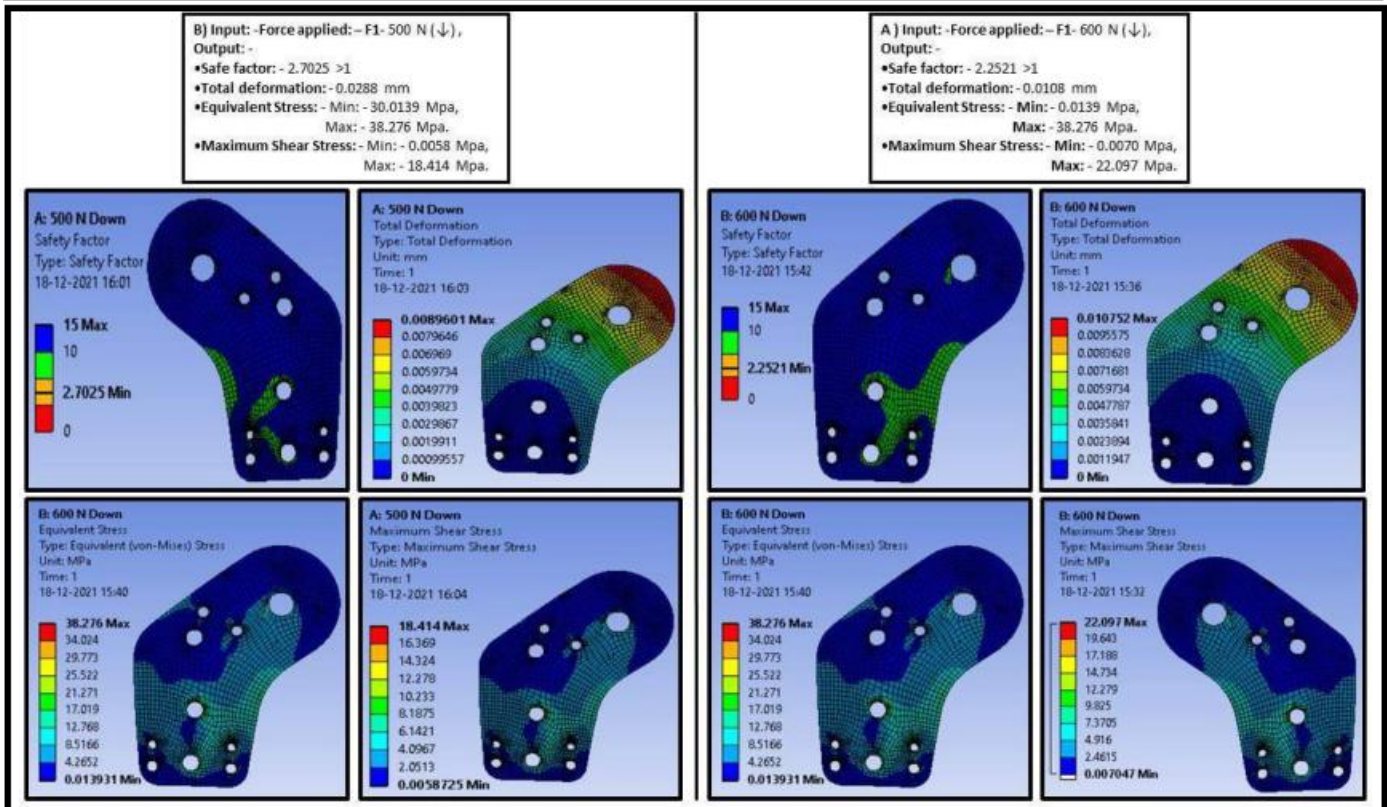 B) Input: -Force applied: – F1- 500 N (↓),
Output: -
•Safe factor: - 2.7025 >1
•Total deformation: - 0.0288 mm
•Equivalent Stress: - Min: - 30.0139 Mpa,
Max: - 38.276 Mpa.
•Maximum Shear Stress: - Min: - 0.0058 Mpa,
Max: - 18.414 Mpa.
A ) Input: -Force applied: – F1- 600 N (↓),
Output: -
•Safe factor: - 2.2521 >1
•Total deformation: - 0.0108 mm
•Equivalent Stress: - Min: - 0.0139 Mpa,
Max: - 38.276 Mpa.
•Maximum Shear Stress: - Min: - 0.0070 Mpa,
Max: - 22.097 Mpa.
A: 500 N Down
Safety Factor
Type: Safety Factor
18-12-2021 16:01
15 Max
10
2.7025 Min
0
A: 500 N Down
Total Deformation
Type: Total Deformation
Unit: mm
Time: 1
18-12-2021 16:03
0.0089601 Max
0.0079646
0.006969
0.0059734
0.0049779
0.0039823
0.0029867
0.0019911
0.00099557
0 Min
B: 600 N Down
Safety Factor
Type: Safety Factor
18-12-2021 15:42
15 Max
10
2.2521 Min
0
B: 600 N Down
Total Deformation
Type: Total Deformation
Unit: mm
Time: 1
18-12-2021 15:36
0.010752 Max
0.0095575
0.0083628
0.0071681
0.0059734
0.0047787
0.0035841
0.0023894
0.0011947
0 Min
B: 600 N Down
Equivalent Stress
Type: Equivalent (von-Mises) Stress
Unit: MPa
Time: 1
18-12-2021 15:40
38.276 Max
34.024
29.773
25.522
21.271
17.019
12.768
8.5166
4.2652
0.013931 Min
A: 500 N Down
Maximum Shear Stress
Type: Maximum Shear Stress
Unit: MPa
Time: 1
18-12-2021 16:04
18.414 Max
16.369
14.324
12.278
10.233
8.1875
6.1421
4.0967
2.0513
0.0058725 Min
B: 600 N Down
Equivalent Stress
Type: Equivalent (von-Mises) Stress
Unit: MPa
Time: 1
18-12-2021 15:40
38.276 Max
34.024
29.773
25.522
21.271
17.019
12.768
8.5166
4.2652
0.013931 Min
B: 600 N Down
Maximum Shear Stress
Type: Maximum Shear Stress
Unit: MPa
Time: 1
18-12-2021 15:32
22.097 Max
19.643
17.188
14.734
12.279
9.825
7.3705
4.916
2.4615
0.007047 Min